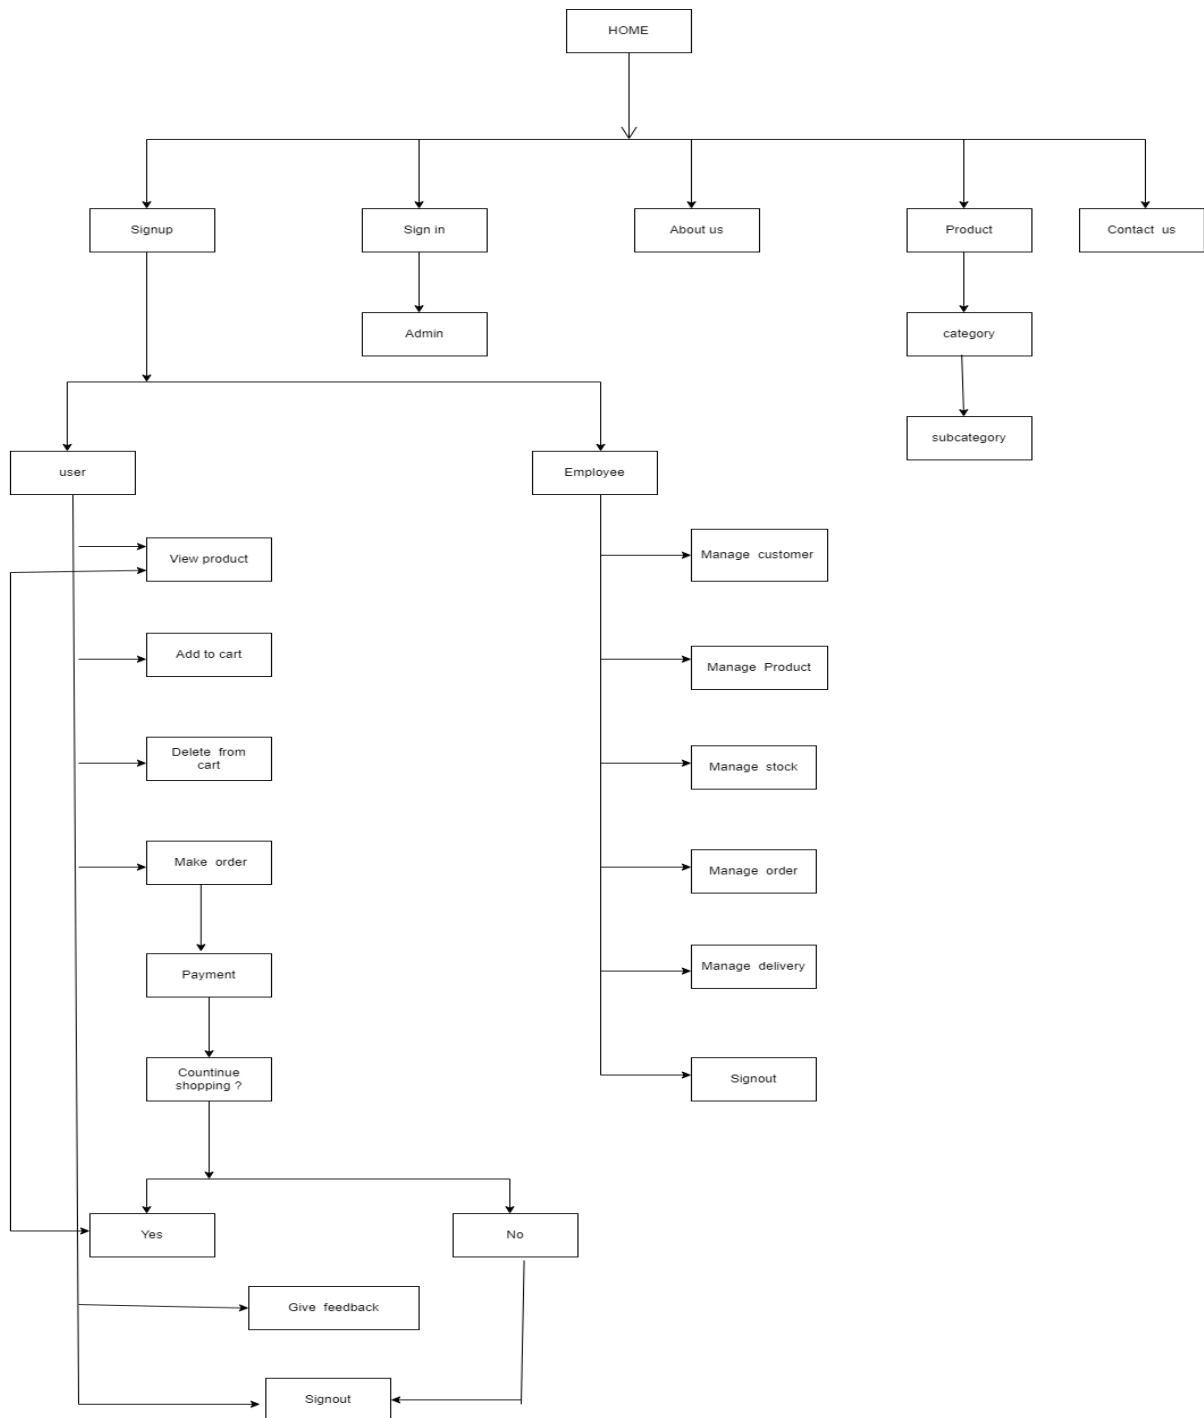 HOME
Signup
Sign in
About us
Product
Contact us
Admin
category
subcategory
user
Employee
View product
Manage customer
Add to cart
Manage Product
Delete from
cart
Manage stock
Make order
Manage order
Payment
Manage delivery
Countinue
shopping ?
Signout
Yes
No
Give feedback
Signout